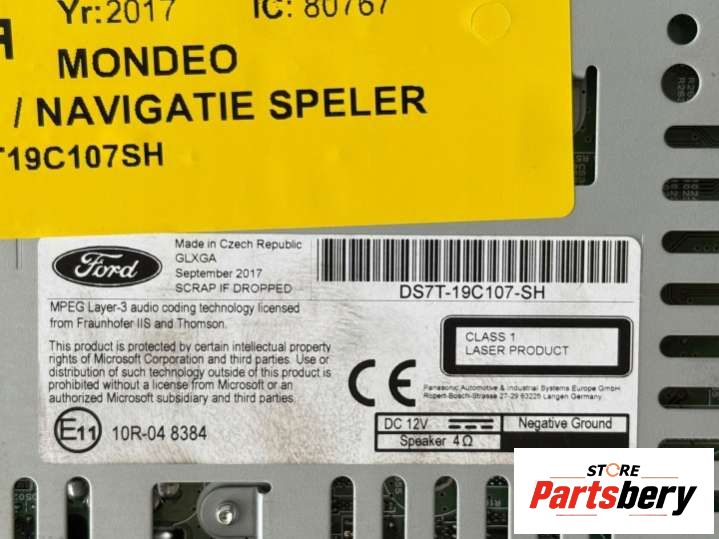 Yr:2017 IC: 80767
MONDEO
/ NAVIGATIE SPELER
T19C107SH
Ford
Made in Czech Republic
GLXGA
September 2017
SCRAP IF DROPPED
DS7T-19C107-SH
MPEG Layer-3 audio coding technology licensed
from Fraunhofer IIS and Thomson.
This product is protected by certain intellectual property
rights of Microsoft Corporation and third parties. Use or
distribution of such technology outside of this product is
prohibited without a license from Microsoft or an
authorized Microsoft subsidiary and third parties.
CLASS 1
LASER PRODUCT
CE
Panasonic Automotive & Industrial Systems Europe GmbH
Robert-Bosch-Strasse 27-29 63225 Langen Germany.
E11 10R-04 8384
DC 12V Negative Ground
Speaker 4Ω
STORE
Partsbery